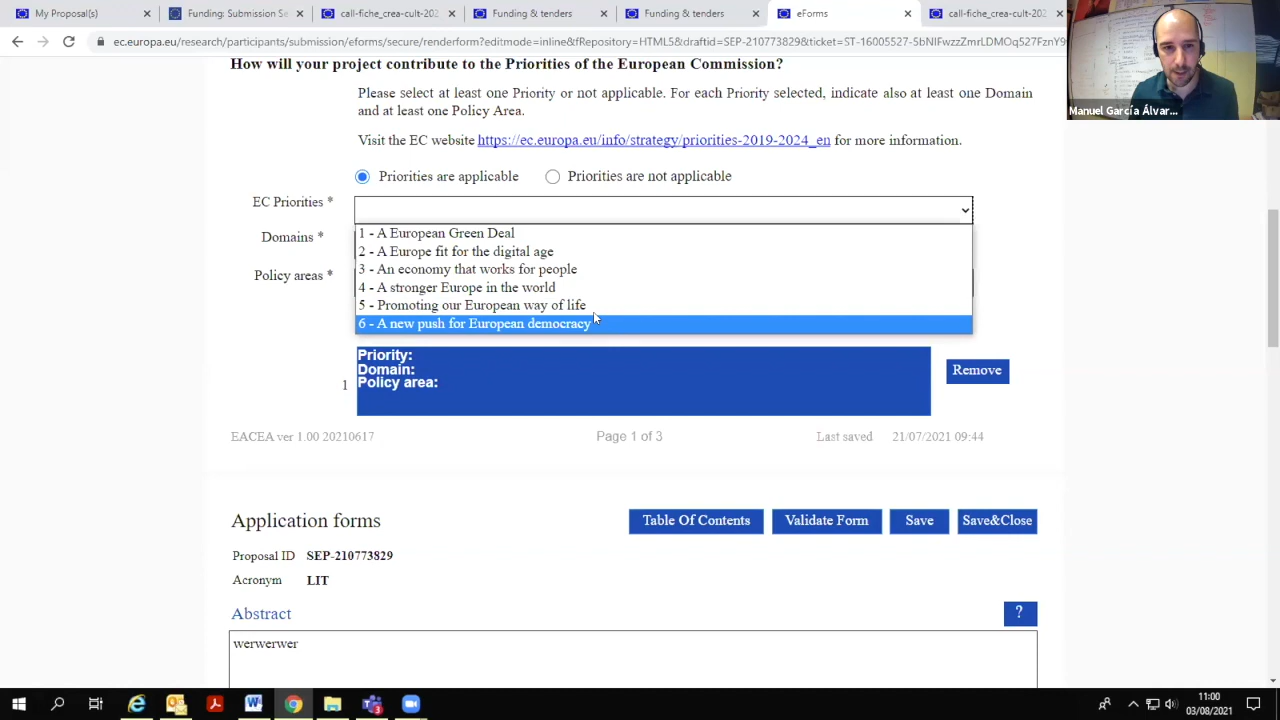 My Proposal(s)
Funding: Submission Se
call-fiche_crea-cult-202
Funding & tenders
Funding & tenders
eForms
call-fiche_crea-cult-202
Manuel García Álvar...
How will your project contribute to the Priorities of the European Commission?
Please select at least one Priority or not applicable. For each Priority selected, indicate also at least one Domain
and at least one Policy Area.
Visit the EC website https://ec.europa.eu/info/strategy/priorities-2019-2024_en for more information.
Priorities are applicable
Priorities are not applicable
EC Priorities *
Domains *
Policy areas *
1 - A European Green Deal
2 - A Europe fit for the digital age
3 - An economy that works for people
4 - A stronger Europe in the world
5 - Promoting our European way of life
6 - A new push for European democracy
1
Priority:
Domain:
Policy area:
Remove
EACEA ver 1.00 20210617
Page 1 of 3
Last saved 21/07/2021 09:44
Application forms
Table Of Contents
Validate Form
Save
Save&Close
Proposal ID SEP-210773829
Acronym LIT
Abstract
?
werwerwer
11:00
03/08/2021